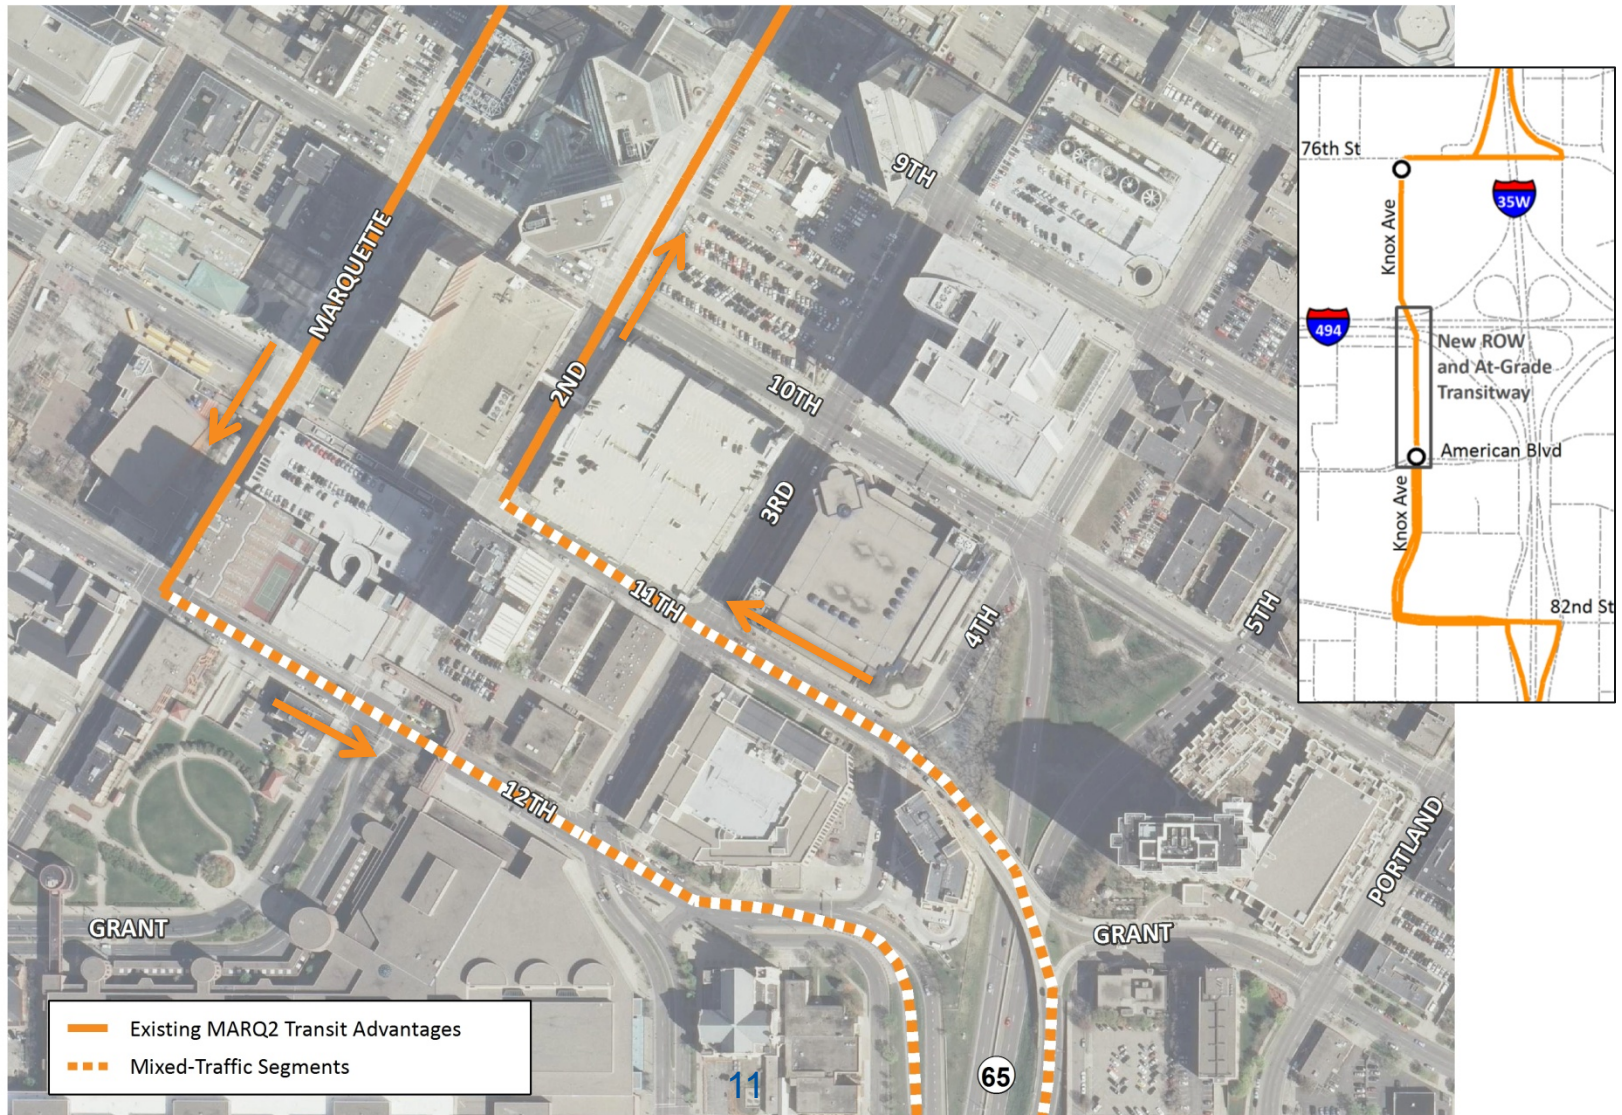 9TH
MARQUETTE
2ND
10TH
3RD
11TH
4TH
5TH
12TH
PORTLAND
GRANT
GRANT
65
11
Existing MARQ2 Transit Advantages
Mixed-Traffic Segments
76th St
35W
Knox Ave
494
New ROW
and At-Grade
Transitway
American Blvd
Knox Ave
82nd St